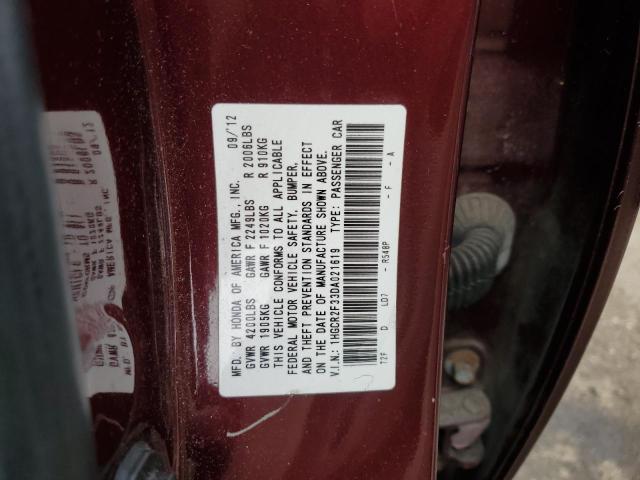 MFD. BY HONDA OF AMERICA MFG., INC. 09/12
GVWR 4200LBS GAWR F 2249LBS R 2006LBS
GVWR 1905KG GAWR F 1020KG R 910KG
THIS VEHICLE CONFORMS TO ALL APPLICABLE
FEDERAL MOTOR VEHICLE SAFETY, BUMPER,
AND THEFT PREVENTION STANDARDS IN EFFECT
ON THE DATE OF MANUFACTURE SHOWN ABOVE.
V.I.N.: 1HGCR2F33DA021619 TYPE: PASSENGER CAR
T2F D LD7 - R548P - F - A